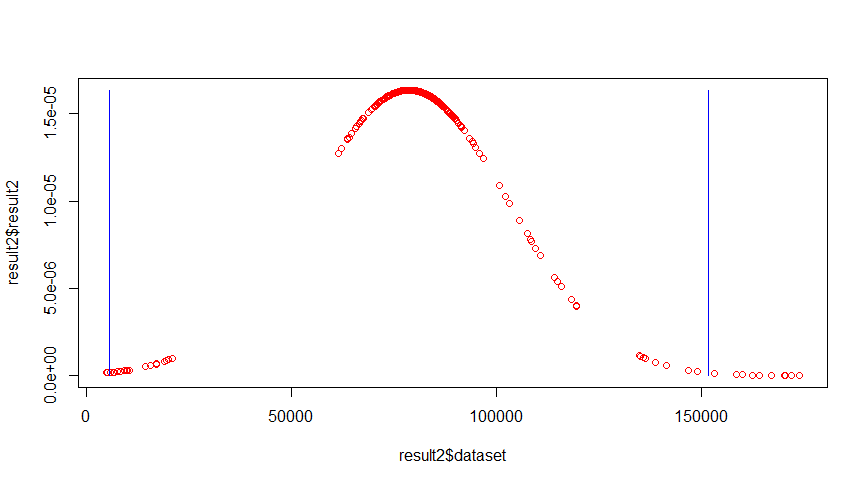 result2$result2
1.5e-05
1.0e-05
5.0e-06
0.0e+00
0 50000 100000 150000
result2$dataset